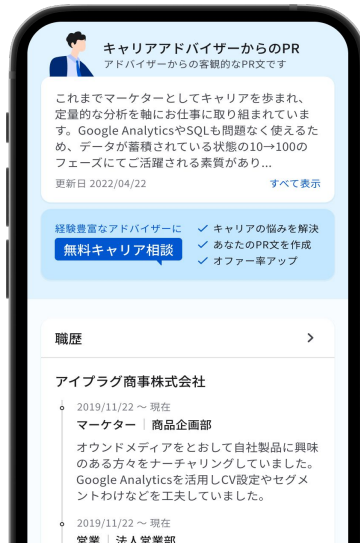 キャリアアドバイザーからのPR
アドバイザーからの客観的なPR文です
これまでマーケターとしてキャリアを歩まれ、
定量的な分析を軸にお仕事に取り組まれていま
す。Google AnalyticsやSQLも問題なく使えるた
め、データが蓄積されている状態の10→100の
フェーズにてご活躍される素質があり...
更新日 2022/04/22
すべて表示
経験豊富なアドバイザーに
無料キャリア相談
キャリアの悩みを解決
あなたのPR文を作成
オファー率アップ
職歴
アイプラグ商事株式会社
2019/11/22 〜 現在
マーケター | 商品企画部
オウンドメディアをとおして自社製品に興味
のある方々をナーチャリングしていました。
Google Analyticsを活用しCV設定やセグメ
ントわけなどを工夫していました。
2019/11/22 〜 現在
営業 | 法人営業部